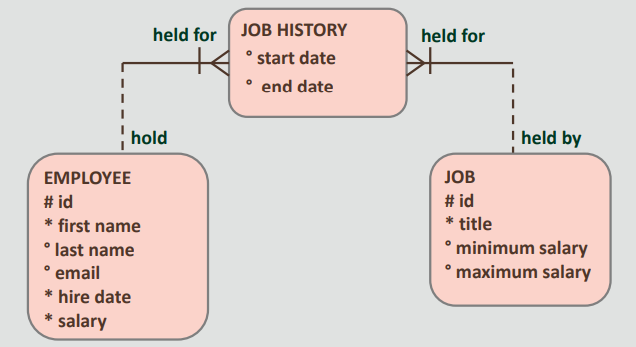 held for
JOB HISTORY
° start date
° end date
held for
hold
held by
EMPLOYEE
# id
* first name
° last name
° email
* hire date
* salary
JOB
# id
* title
° minimum salary
° maximum salary